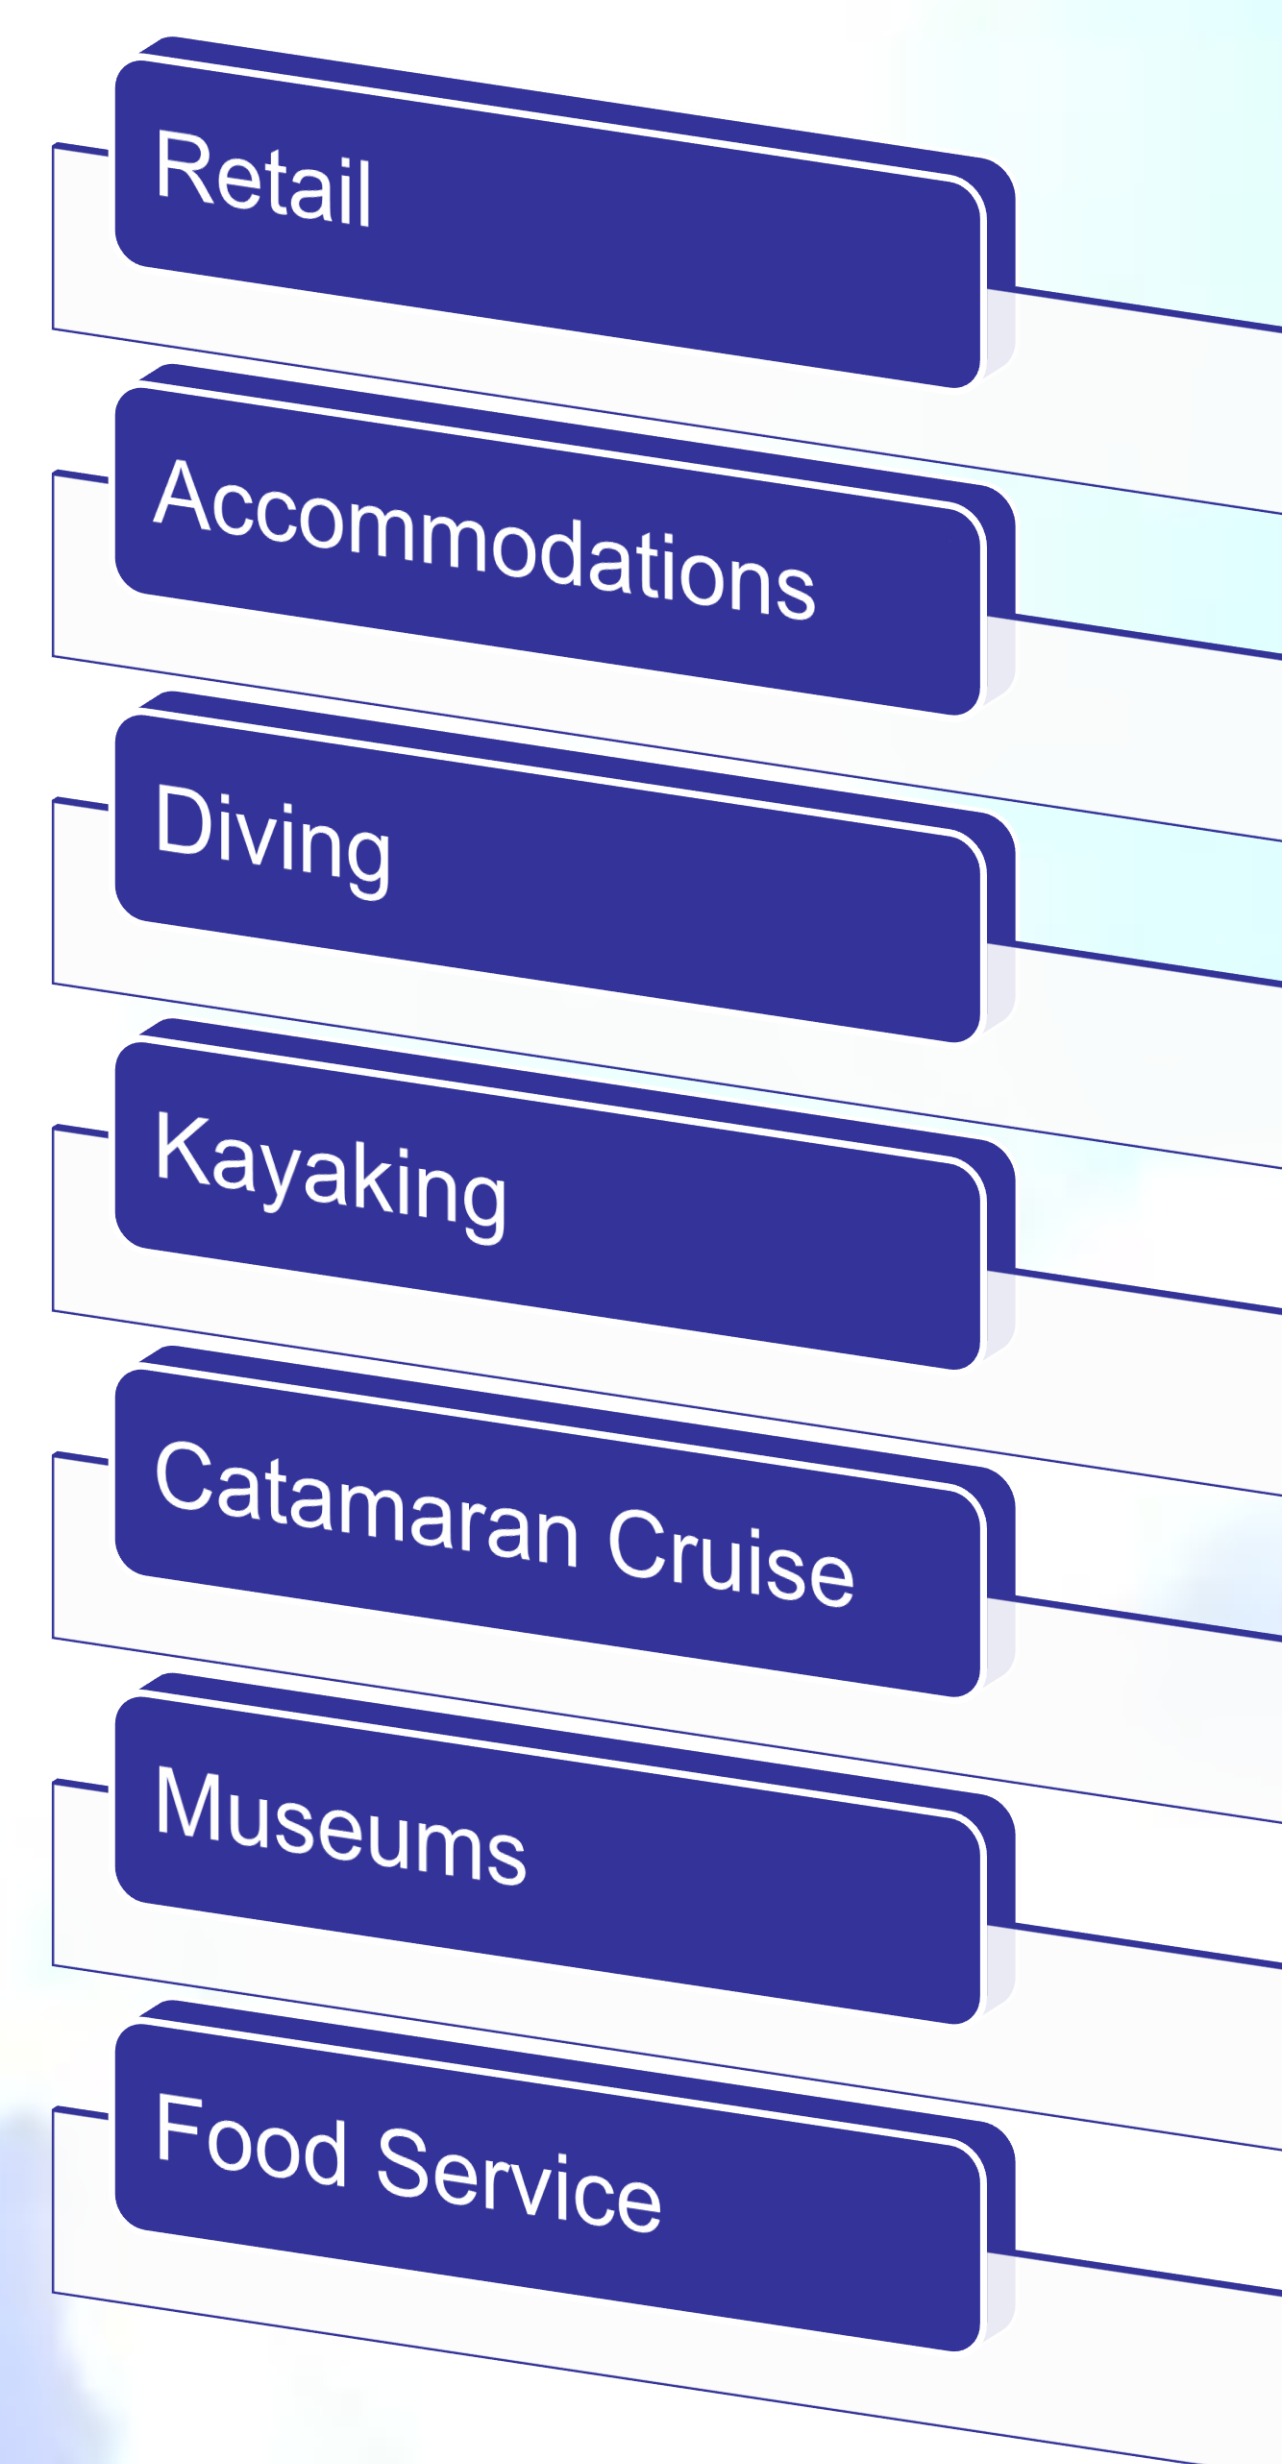 Retail
Accommodations
Diving
Kayaking
Catamaran Cruise
Museums
Food Service